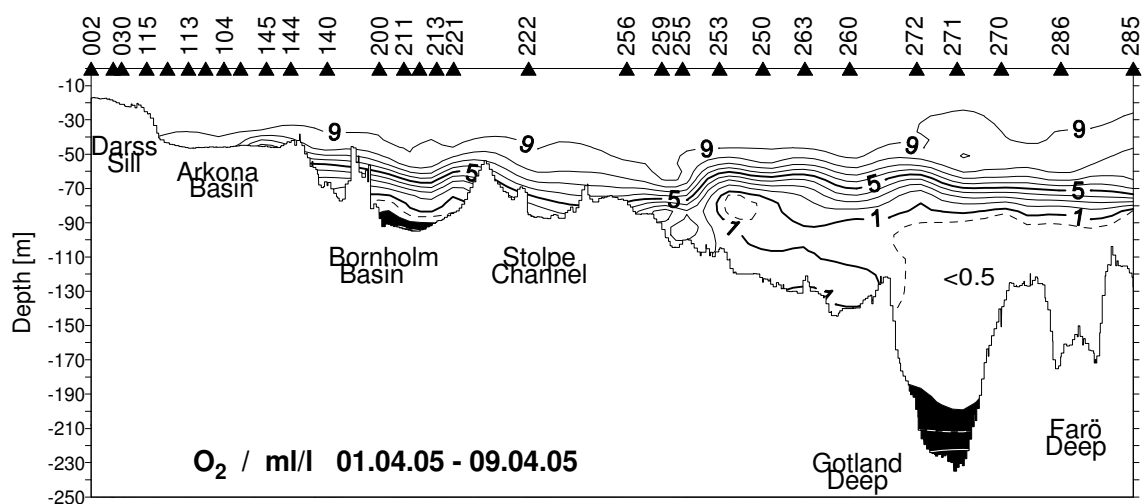 002 030 115 113 104 145 144 140 200 211 213 221 222 256 259 255 253 250 263 260 272 271 270 286 285
-10
-30
-50
-70
-90
-110
-130
-150
-170
-190
-210
-230
-250
Depth [m]
9 9 9 9 9
5 5 5 5
1 1 1 1
Darss
Sill
Arkona
Basin
Bornholm
Basin
Stolpe
Channel
<0.5
Gotland
Deep
Farö
Deep
O₂ / ml/l 01.04.05 - 09.04.05